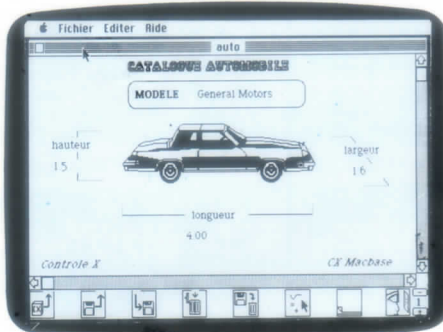 Fichier Editer Aide
auto
CATALOGUE AUTOMOBILE
MODELE General Motors
hauteur
1.5
largeur
1.6
longueur
4.00
Controle X
CX Macbase